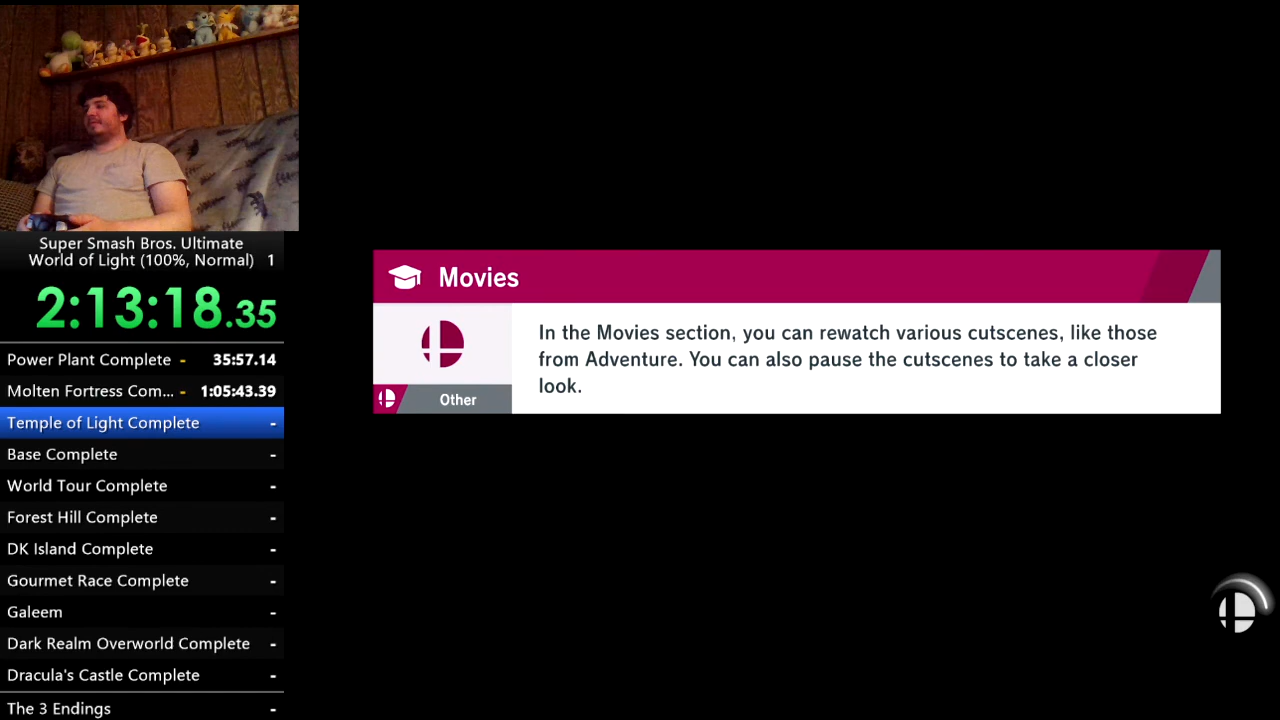 Super Smash Bros. Ultimate
World of Light (100%, Normal) 1
2:13:18.35
Power Plant Complete - 35:57.14
Molten Fortress Com... - 1:05:43.39
Temple of Light Complete -
Base Complete -
World Tour Complete -
Forest Hill Complete -
DK Island Complete -
Gourmet Race Complete -
Galeem -
Dark Realm Overworld Complete -
Dracula's Castle Complete -
The 3 Endings -
Movies
In the Movies section, you can rewatch various cutscenes, like those
from Adventure. You can also pause the cutscenes to take a closer
look.
Other